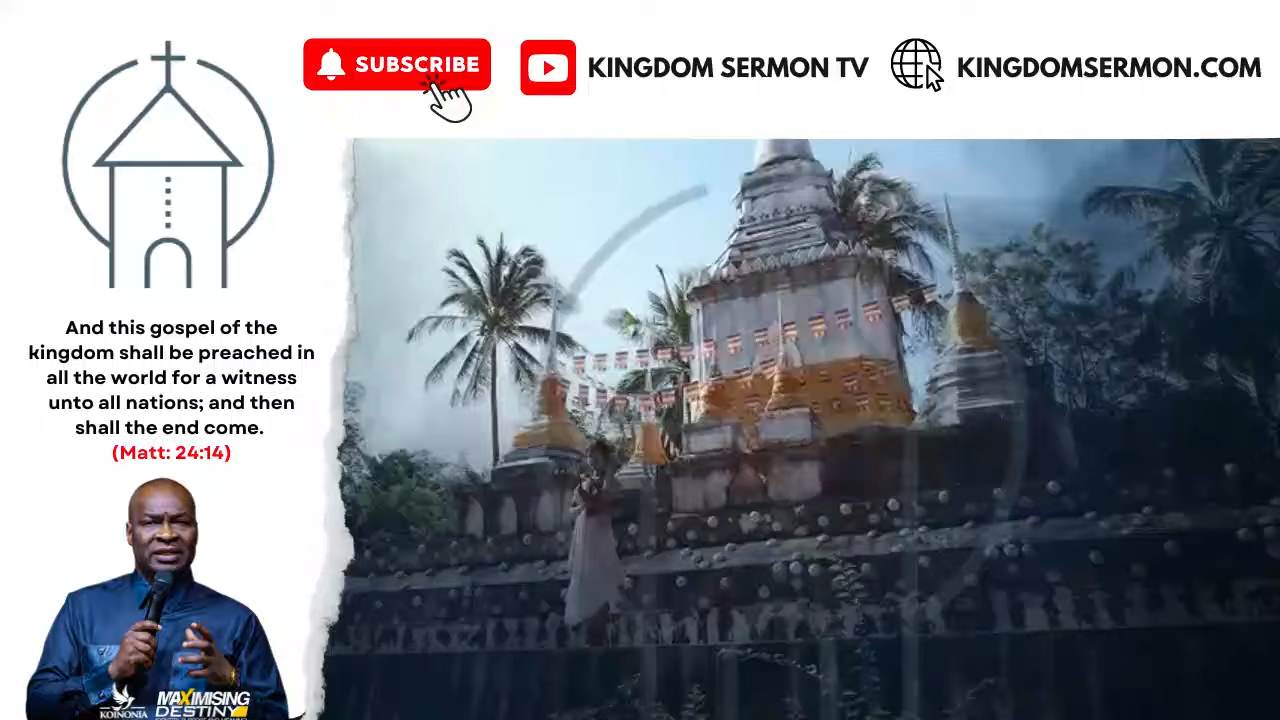 SUBSCRIBE
KINGDOM SERMON TV
KINGDOMSERMON.COM
And this gospel of the
kingdom shall be preached in
all the world for a witness
unto all nations; and then
shall the end come.
(Matt: 24:14)
KOINONIA
MAXIMISING
DESTINY